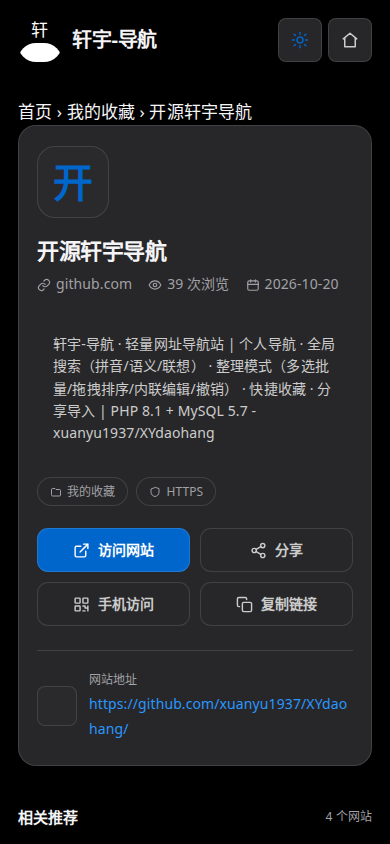 轩
轩宇-导航
首页 › 我的收藏 › 开源轩宇导航
开
开源轩宇导航
github.com 39 次浏览 2026-10-20
轩宇-导航 · 轻量网址导航站 | 个人导航 · 全局
搜索（拼音/语义/联想） · 整理模式（多选批
量/拖拽排序/内联编辑/撤销） · 快捷收藏 · 分
享导入 | PHP 8.1 + MySQL 5.7 -
xuanyu1937/XYdaohang
我的收藏 HTTPS
访问网站 分享
手机访问 复制链接
网站地址
https://github.com/xuanyu1937/XYdao
hang/
相关推荐 4 个网站